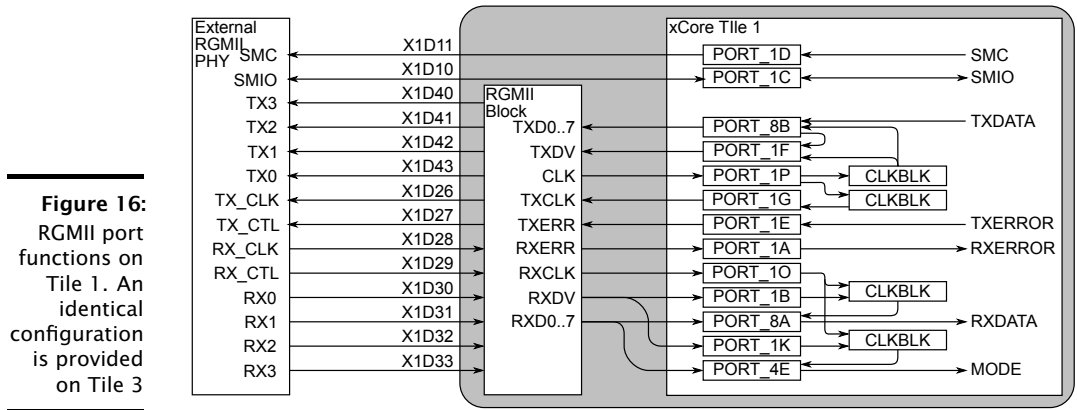 External
RGMII
PHY
xCore TIle 1
SMC X1D11 PORT_1D SMC
SMIO X1D10 PORT_1C SMIO
TX3 X1D40
RGMII
Block
TX2 X1D41 TXD0..7 PORT_8B TXDATA
TX1 X1D42 TXDV PORT_1F
TX0 X1D43 CLK PORT_1P CLKBLK
TX_CLK X1D26 TXCLK PORT_1G CLKBLK
TX_CTL X1D27 TXERR PORT_1E TXERROR
RX_CLK X1D28 RXERR PORT_1A RXERROR
RX_CTL X1D29 RXCLK PORT_1O
RX0 X1D30 RXDV PORT_1B CLKBLK
RX1 X1D31 RXD0..7 PORT_8A RXDATA
RX2 X1D32 PORT_1K CLKBLK
RX3 X1D33 PORT_4E MODE
Figure 16:
RGMII port
functions on
Tile 1. An
identical
configuration
is provided
on Tile 3